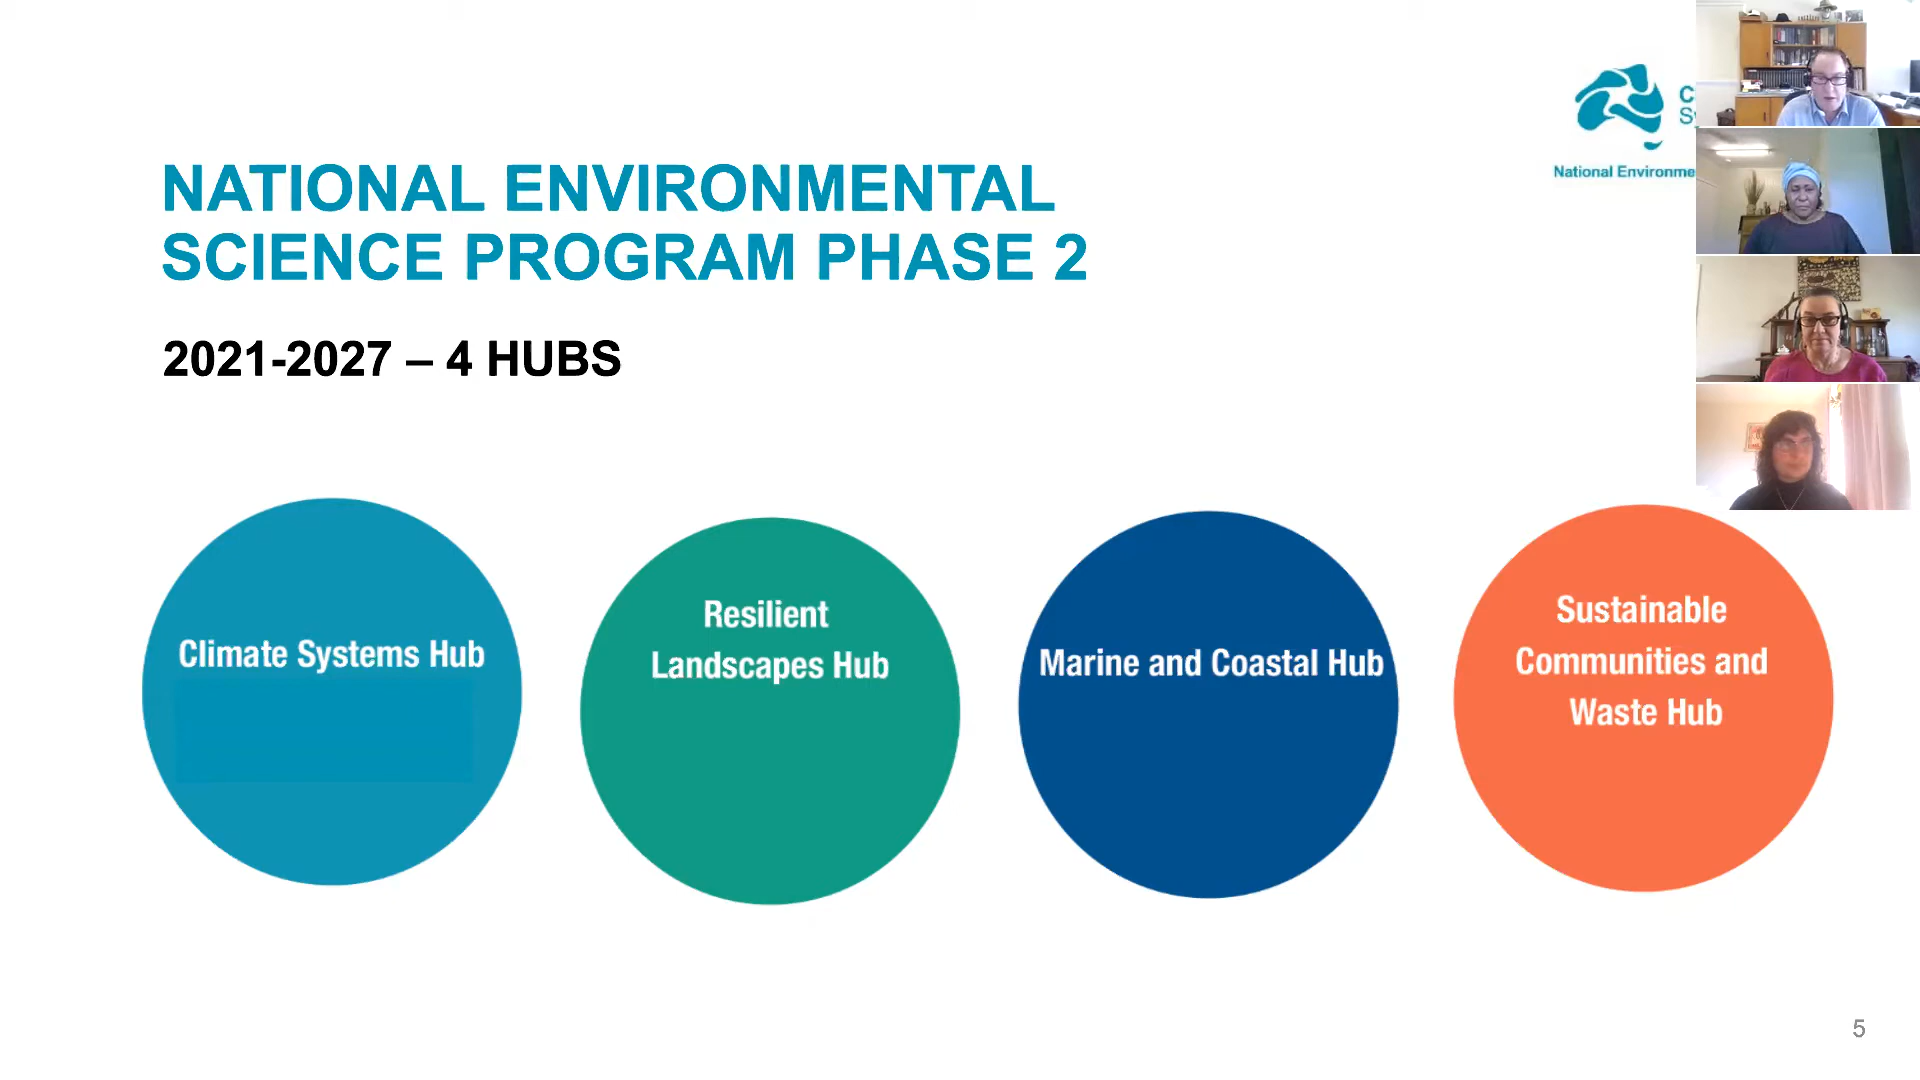 NATIONAL ENVIRONMENTAL
SCIENCE PROGRAM PHASE 2
2021-2027 – 4 HUBS
National
Climate Systems Hub
Resilient
Landscapes Hub
Marine and Coastal Hub
Sustainable
Communities and
Waste Hub
5